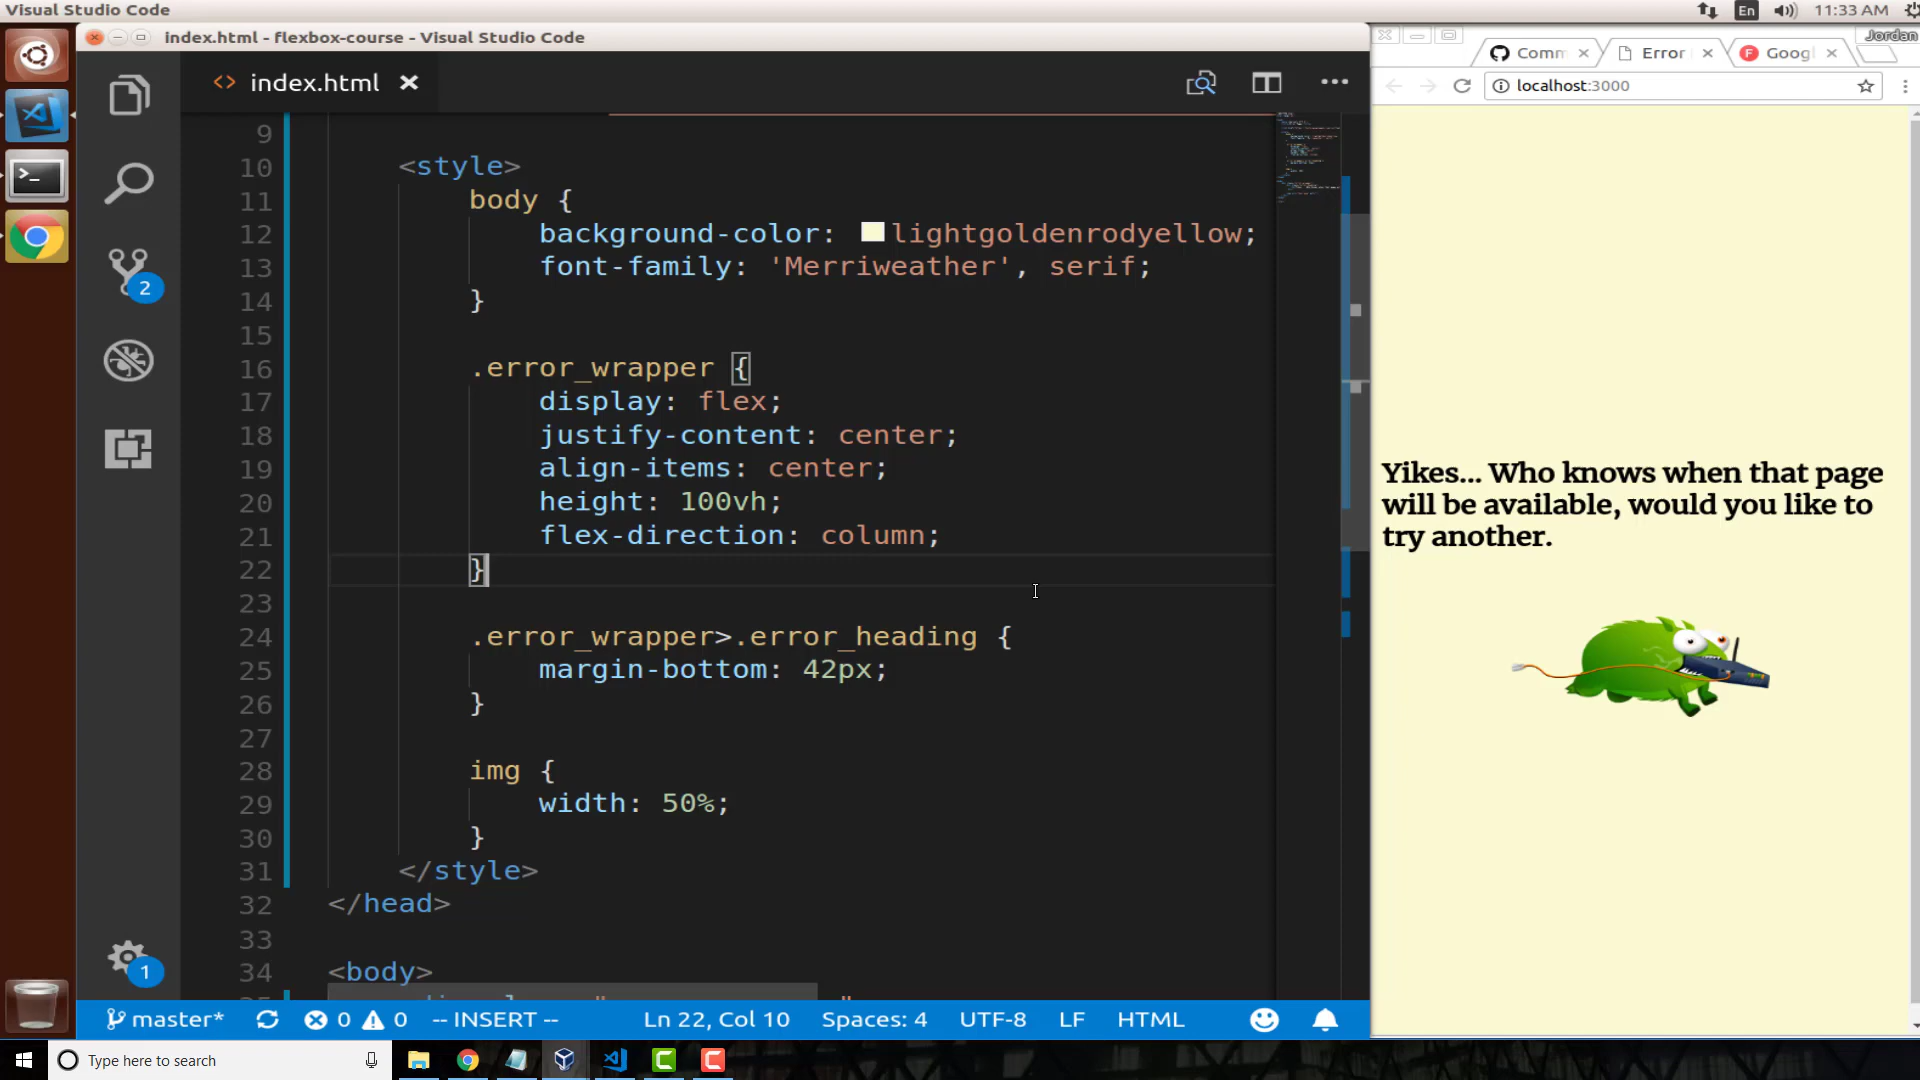 Visual Studio Code
En
11:33 AM
index.html - flexbox-course - Visual Studio Code
Jordan
Comm
Error
Googl
index.html
localhost:3000
9
10 <style>
11 body {
12 background-color: lightgoldenrodyellow;
13 font-family: 'Merriweather', serif;
14 }
15
16 .error_wrapper {
17 display: flex;
18 justify-content: center;
19 align-items: center;
20 height: 100vh;
21 flex-direction: column;
22 }
23
24 .error_wrapper>.error_heading {
25 margin-bottom: 42px;
26 }
27
28 img {
29 width: 50%;
30 }
31 </style>
32 </head>
33
34 <body>
2
1
Yikes... Who knows when that page
will be available, would you like to
try another.
master* 0 0 -- INSERT -- Ln 22, Col 10 Spaces: 4 UTF-8 LF HTML
Type here to search